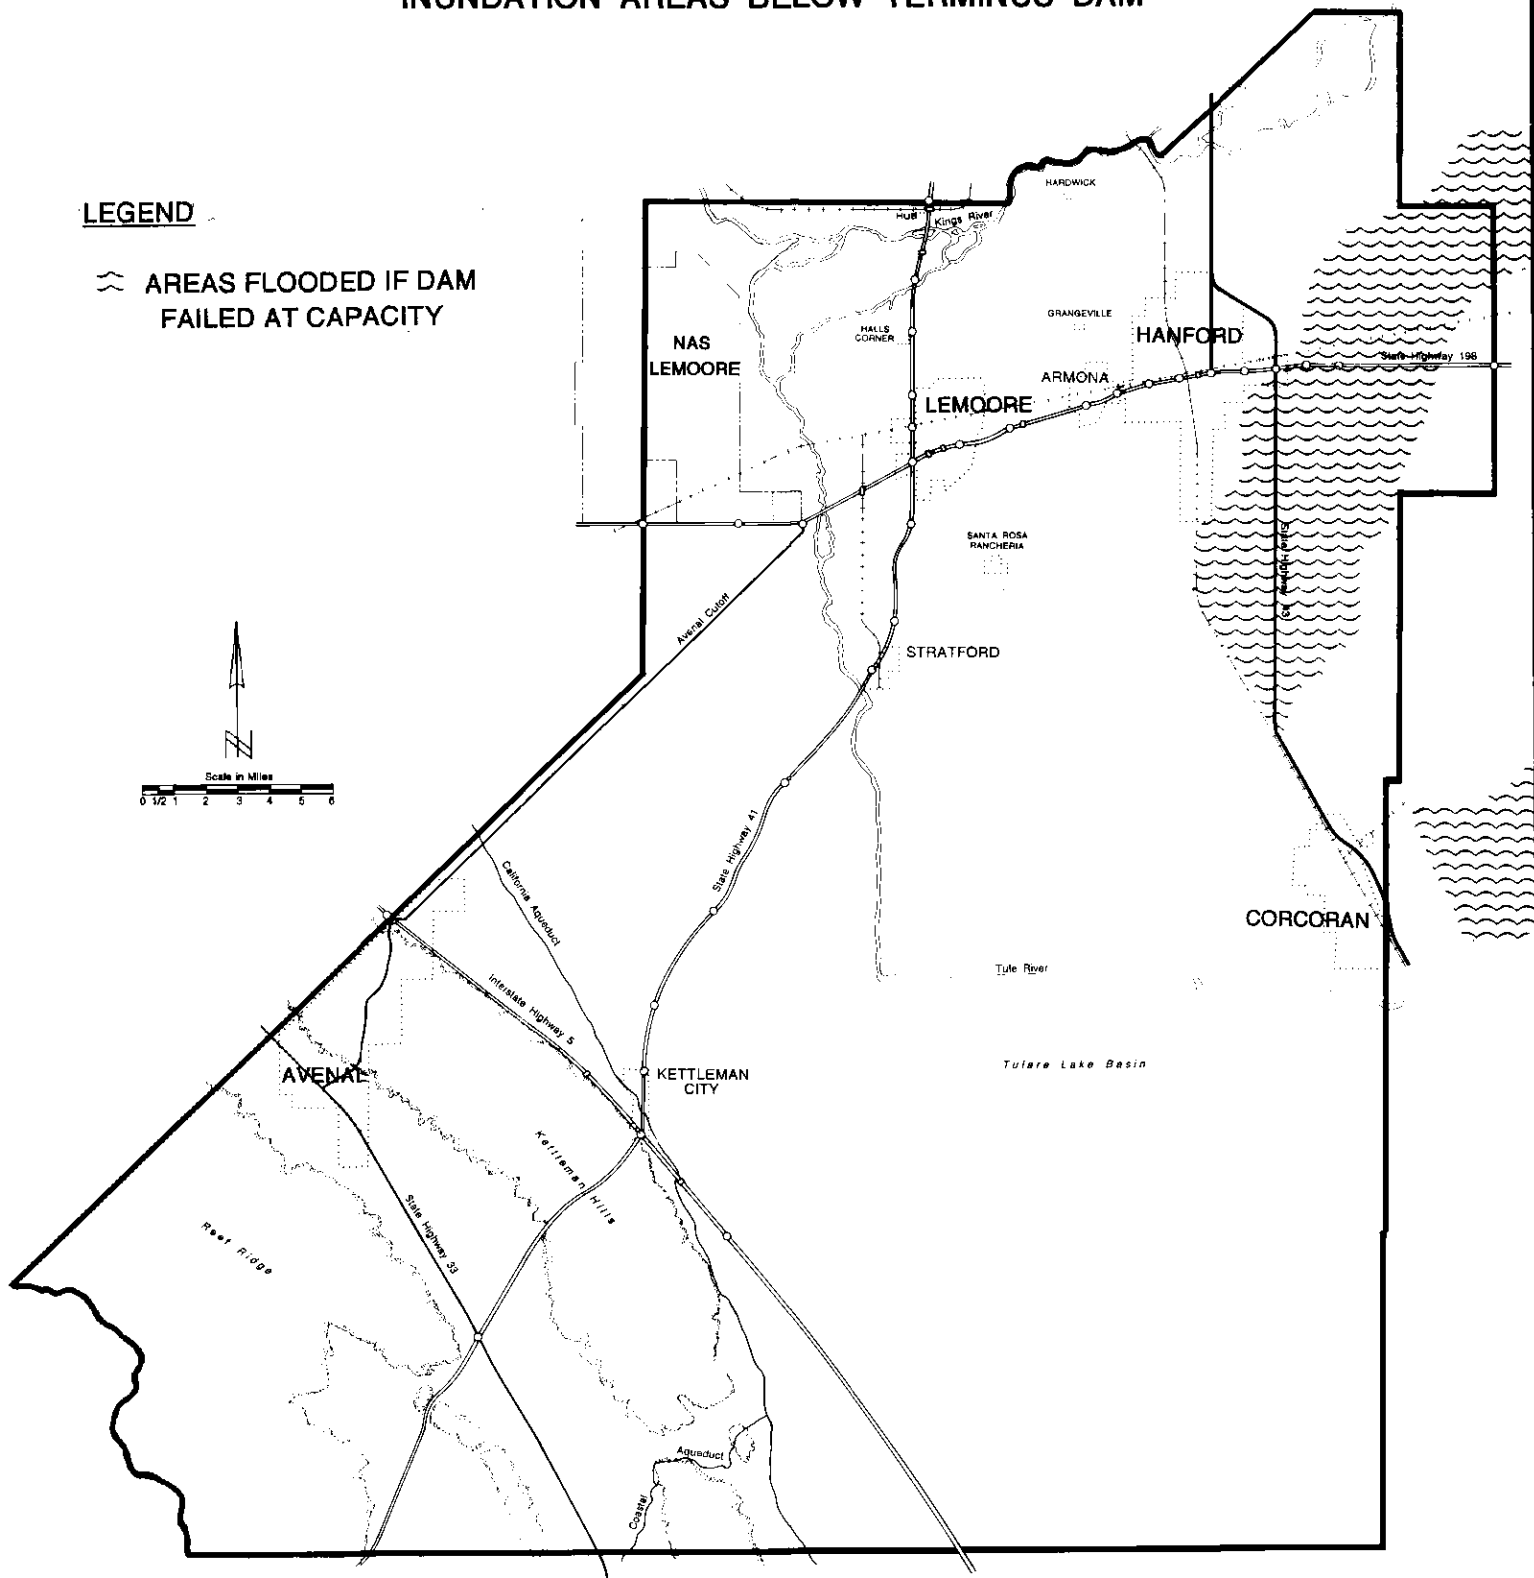 INUNDATION AREAS BELOW TERMINUS DAM
LEGEND
AREAS FLOODED IF DAM
FAILED AT CAPACITY
HARDWICK
Kings River
NAS
LEMOORE
HALLS
CORNER
GRANGEVILLE
HANFORD
State Highway 198
ARMONA
LEMOORE
SANTA ROSA
RANCHERIA
State Highway 43
Avenal Cutoff
STRATFORD
N
Scale in Miles
0 1/2 1 2 3 4 5 6
State Highway 41
California Aqueduct
CORCORAN
Tule River
Interstate Highway 5
Tulare Lake Basin
AVENAL
KETTLEMAN
CITY
Kettleman Hills
State Highway 33
Reef Ridge
Aqueduct
Coastal